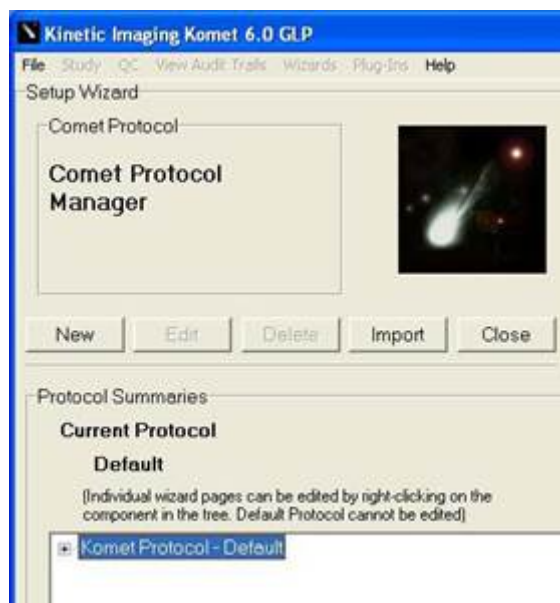 Kinetic Imaging Komet 6.0 GLP
File Study QC View Audit Trails Wizards Plug-Ins Help
Setup Wizard
Comet Protocol
Comet Protocol
Manager
New Edit Delete Import Close
Protocol Summaries
Current Protocol
Default
(Individual wizard pages can be edited by right-clicking on the
component in the tree. Default Protocol cannot be edited)
Komet Protocol - Default